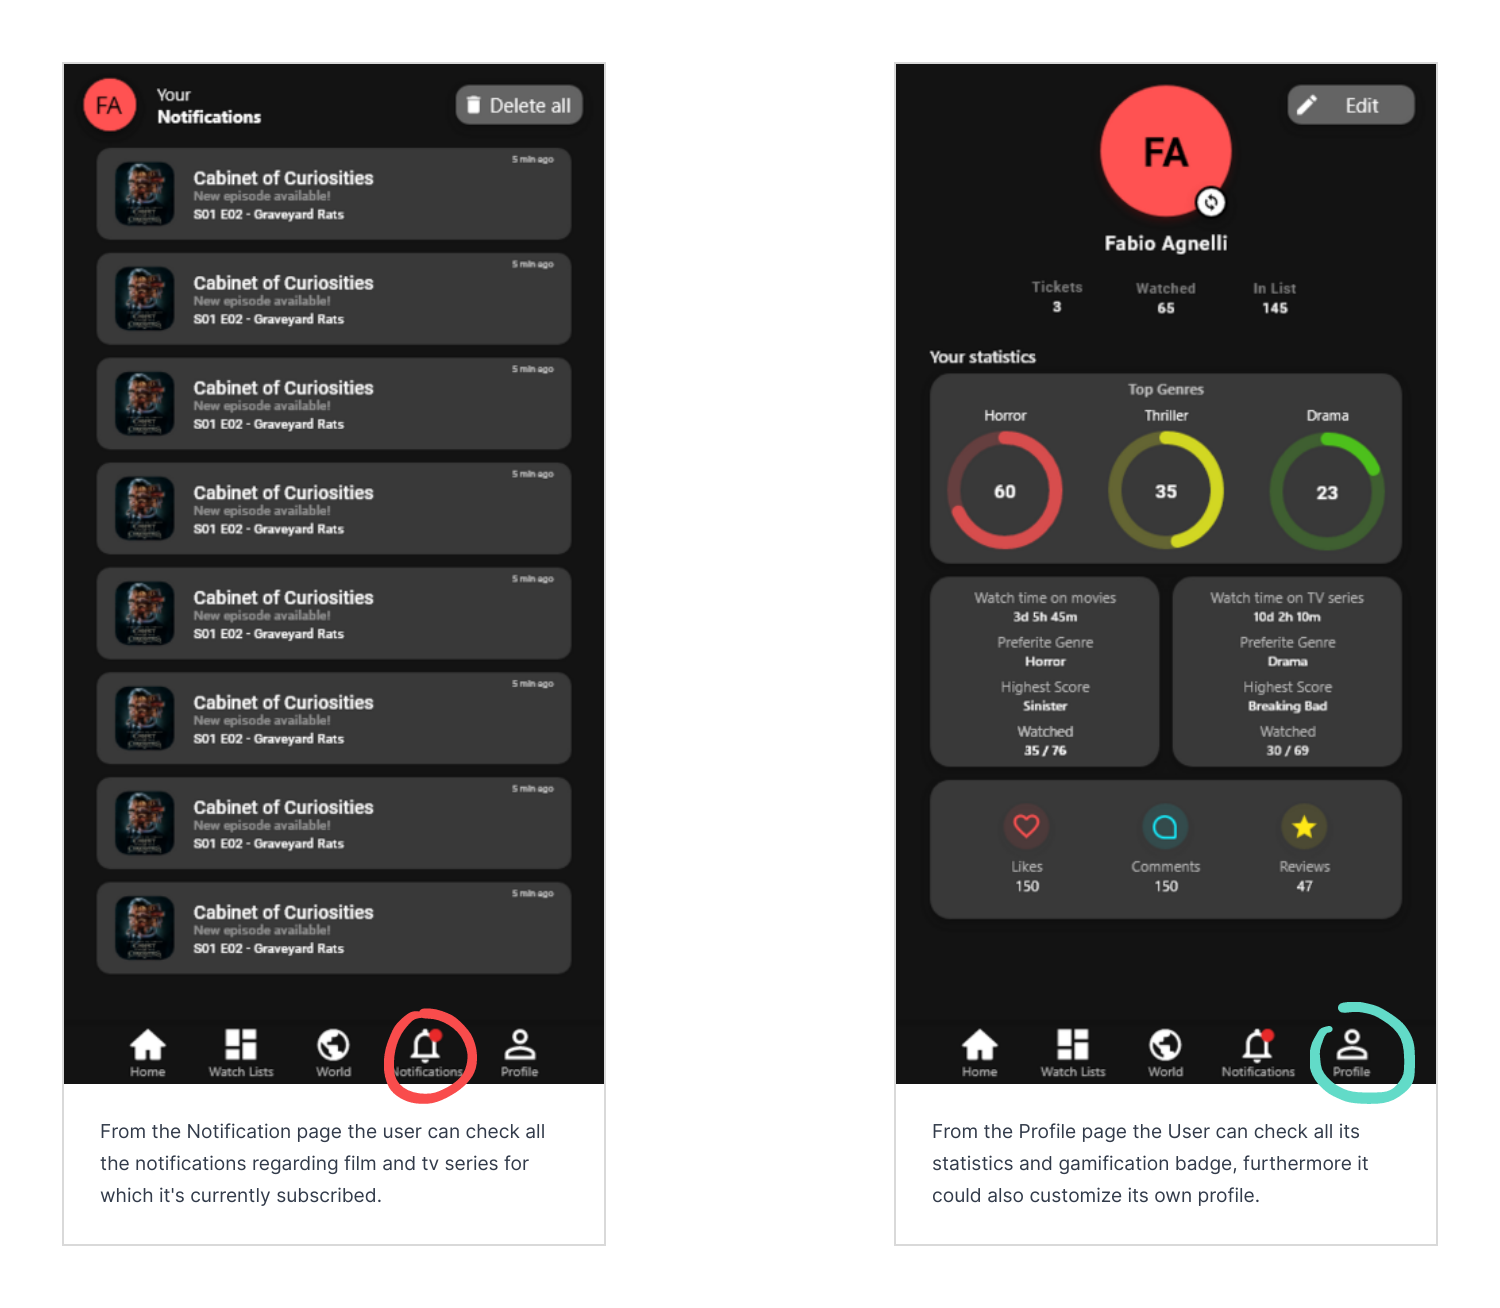 FA
Your
Notifications
Delete all
5 min ago
Cabinet of Curiosities
New episode available!
S01 E02 - Graveyard Rats
5 min ago
Cabinet of Curiosities
New episode available!
S01 E02 - Graveyard Rats
5 min ago
Cabinet of Curiosities
New episode available!
S01 E02 - Graveyard Rats
5 min ago
Cabinet of Curiosities
New episode available!
S01 E02 - Graveyard Rats
5 min ago
Cabinet of Curiosities
New episode available!
S01 E02 - Graveyard Rats
5 min ago
Cabinet of Curiosities
New episode available!
S01 E02 - Graveyard Rats
5 min ago
Cabinet of Curiosities
New episode available!
S01 E02 - Graveyard Rats
5 min ago
Cabinet of Curiosities
New episode available!
S01 E02 - Graveyard Rats
Home Watch Lists World Notifications Profile
From the Notification page the user can check all
the notifications regarding film and tv series for
which it's currently subscribed.
Edit
FA
Fabio Agnelli
Tickets Watched In List
3 65 145
Your statistics
Top Genres
Horror Thriller Drama
60 35 23
Watch time on movies
3d 5h 45m
Preferite Genre
Horror
Highest Score
Sinister
Watched
35 / 76
Watch time on TV series
10d 2h 10m
Preferite Genre
Drama
Highest Score
Breaking Bad
Watched
30 / 69
Likes Comments Reviews
150 150 47
Home Watch Lists World Notifications Profile
From the Profile page the User can check all its
statistics and gamification badge, furthermore it
could also customize its own profile.